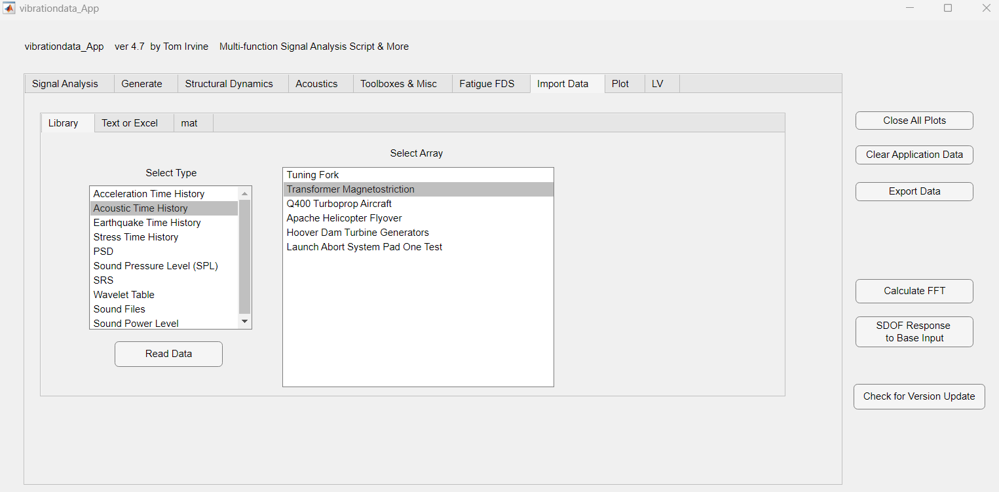 vibrationdata_App
vibrationdata_App ver 4.7 by Tom Irvine Multi-function Signal Analysis Script & More
Signal Analysis Generate Structural Dynamics Acoustics Toolboxes & Misc Fatigue FDS Import Data Plot LV
Library Text or Excel mat
Select Type
Acceleration Time History
Acoustic Time History
Earthquake Time History
Stress Time History
PSD
Sound Pressure Level (SPL)
SRS
Wavelet Table
Sound Files
Sound Power Level
Read Data
Select Array
Tuning Fork
Transformer Magnetostriction
Q400 Turboprop Aircraft
Apache Helicopter Flyover
Hoover Dam Turbine Generators
Launch Abort System Pad One Test
Close All Plots
Clear Application Data
Export Data
Calculate FFT
SDOF Response
to Base Input
Check for Version Update